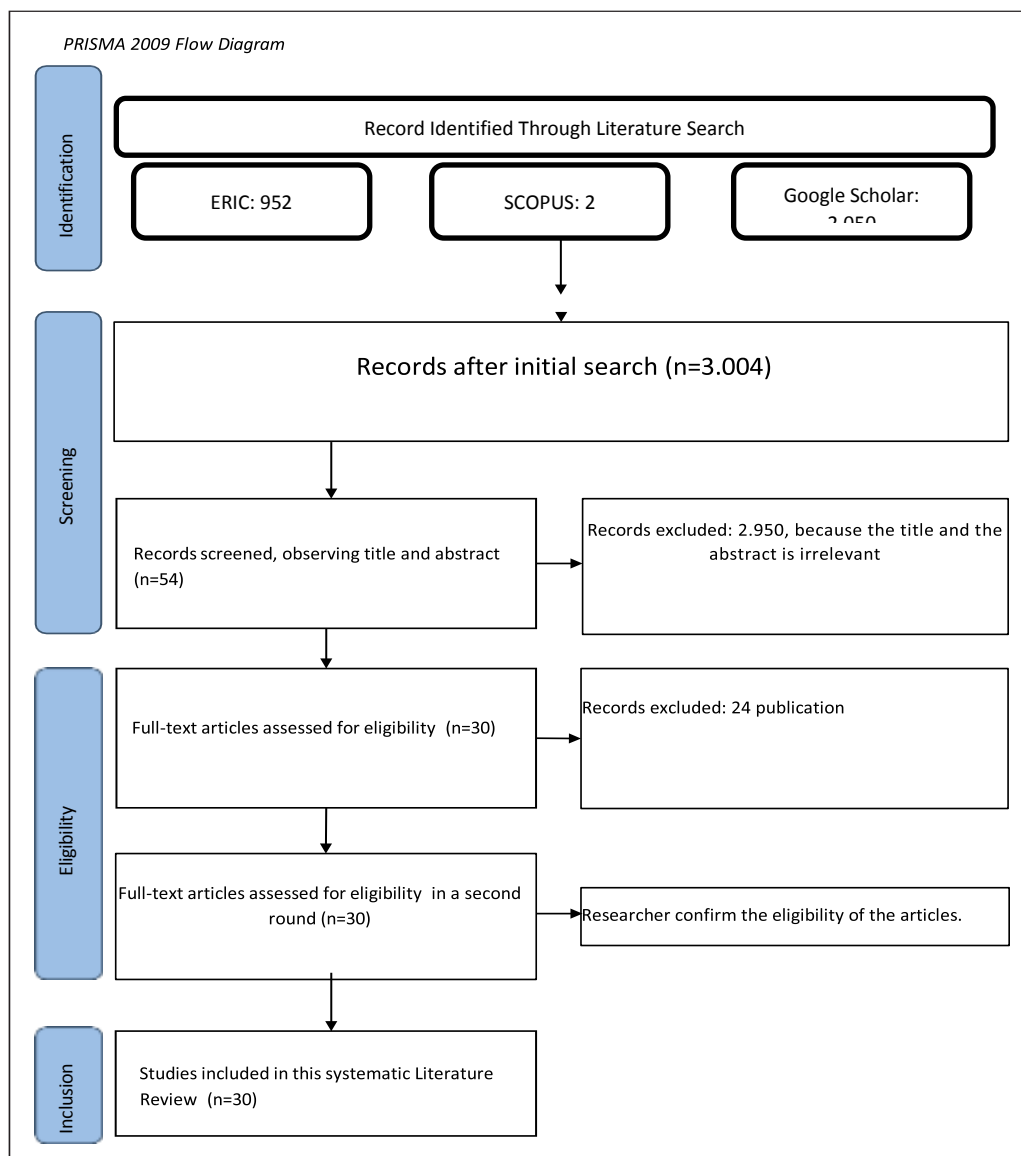 PRISMA 2009 Flow Diagram
Identification
Record Identified Through Literature Search
ERIC: 952
SCOPUS: 2
Google Scholar:
2.050
Screening
Records after initial search (n=3.004)
Records screened, observing title and abstract
(n=54)
Records excluded: 2.950, because the title and the
abstract is irrelevant
Eligibility
Full-text articles assessed for eligibility (n=30)
Records excluded: 24 publication
Full-text articles assessed for eligibility in a second
round (n=30)
Researcher confirm the eligibility of the articles.
Inclusion
Studies included in this systematic Literature
Review (n=30)